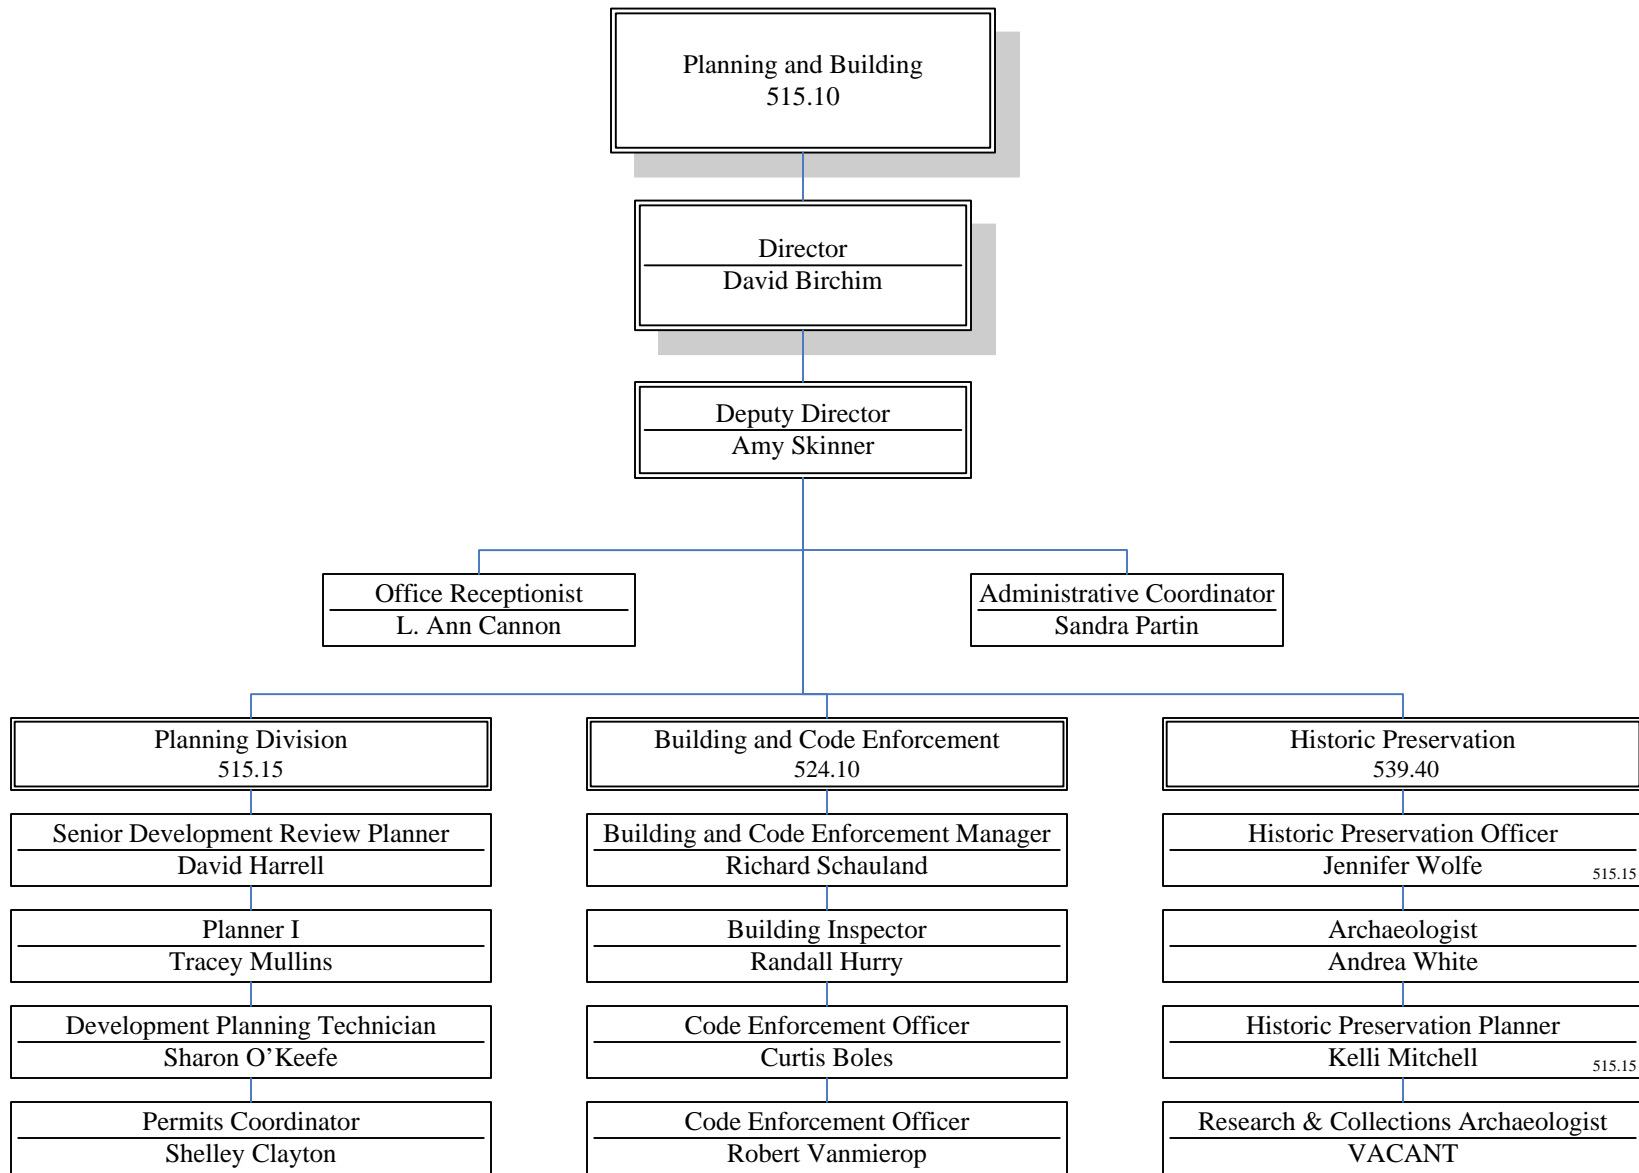 Planning and Building
515.10
Director
David Birchim
Deputy Director
Amy Skinner
Office Receptionist
L. Ann Cannon
Administrative Coordinator
Sandra Partin
Planning Division
515.15
Senior Development Review Planner
David Harrell
Planner I
Tracey Mullins
Development Planning Technician
Sharon O’Keefe
Permits Coordinator
Shelley Clayton
Building and Code Enforcement
524.10
Building and Code Enforcement Manager
Richard Schauland
Building Inspector
Randall Hurry
Code Enforcement Officer
Curtis Boles
Code Enforcement Officer
Robert Vanmierop
Historic Preservation
539.40
Historic Preservation Officer
Jennifer Wolfe 515.15
Archaeologist
Andrea White
Historic Preservation Planner
Kelli Mitchell 515.15
Research & Collections Archaeologist
VACANT